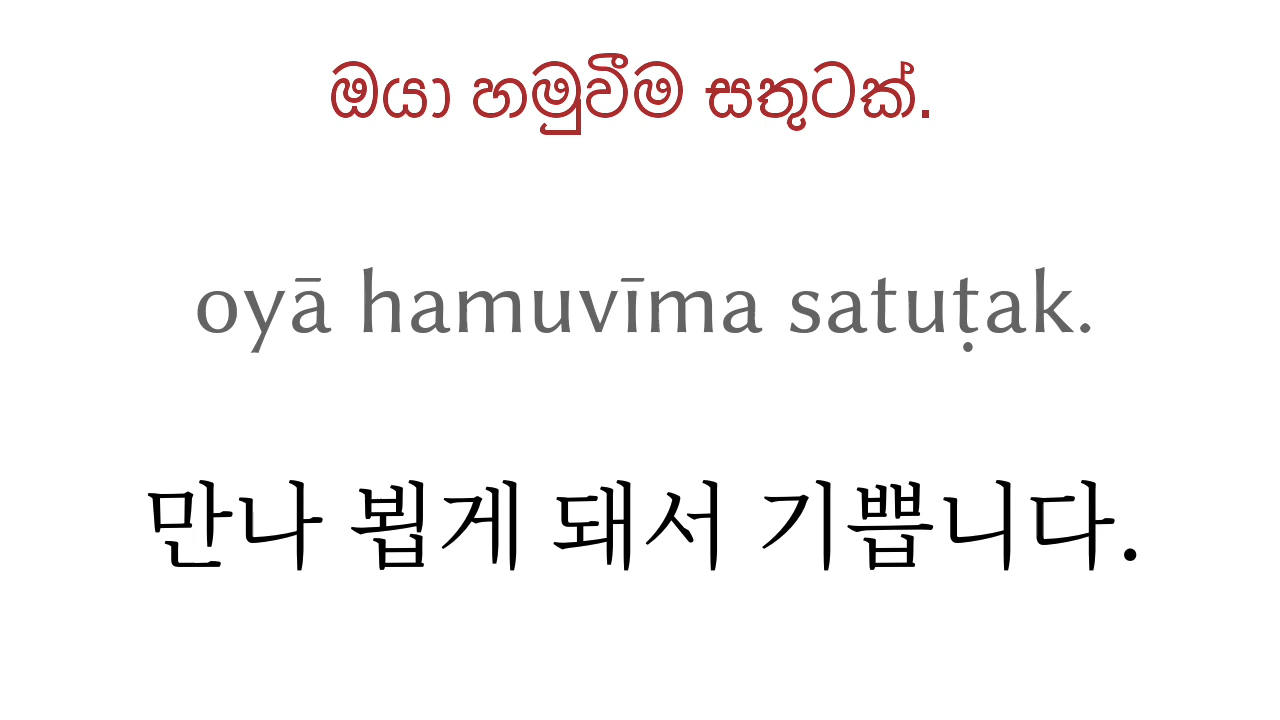 ඔයා හමුවීම සතුටක්.
oyā hamuvīma satuṭak.
만나 뵙게 돼서 기쁩니다.